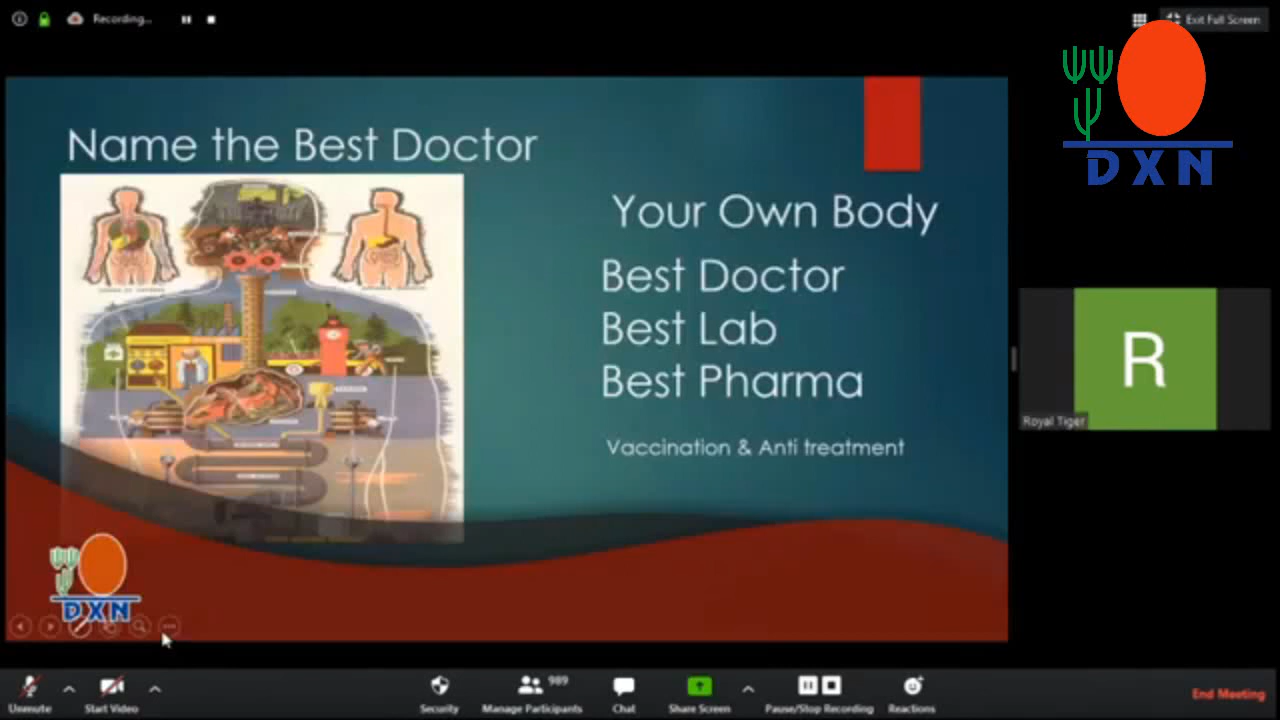 Recording...
Exit Full Screen
DXN
Name the Best Doctor
Your Own Body
Best Doctor
Best Lab
Best Pharma
Vaccination & Anti treatment
R
Royal Tiger
DXN
Unmute
Start Video
Security
989
Manage Participants
Chat
Share Screen
Pause/Stop Recording
Reactions
End Meeting